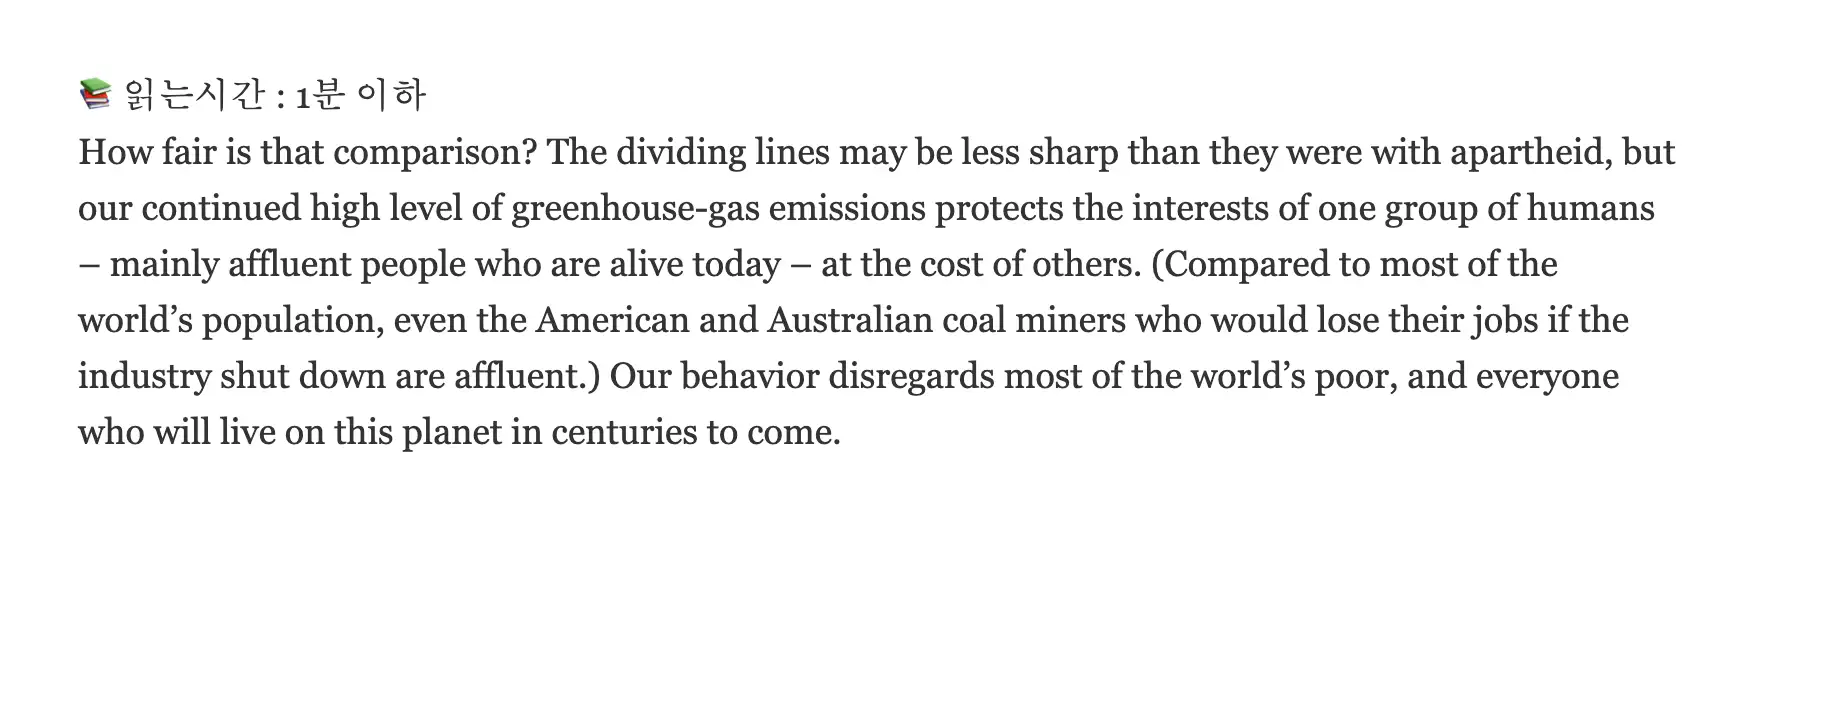 📚 읽는시간 : 1분 이하
How fair is that comparison? The dividing lines may be less sharp than they were with apartheid, but
our continued high level of greenhouse-gas emissions protects the interests of one group of humans
– mainly affluent people who are alive today – at the cost of others. (Compared to most of the
world’s population, even the American and Australian coal miners who would lose their jobs if the
industry shut down are affluent.) Our behavior disregards most of the world’s poor, and everyone
who will live on this planet in centuries to come.